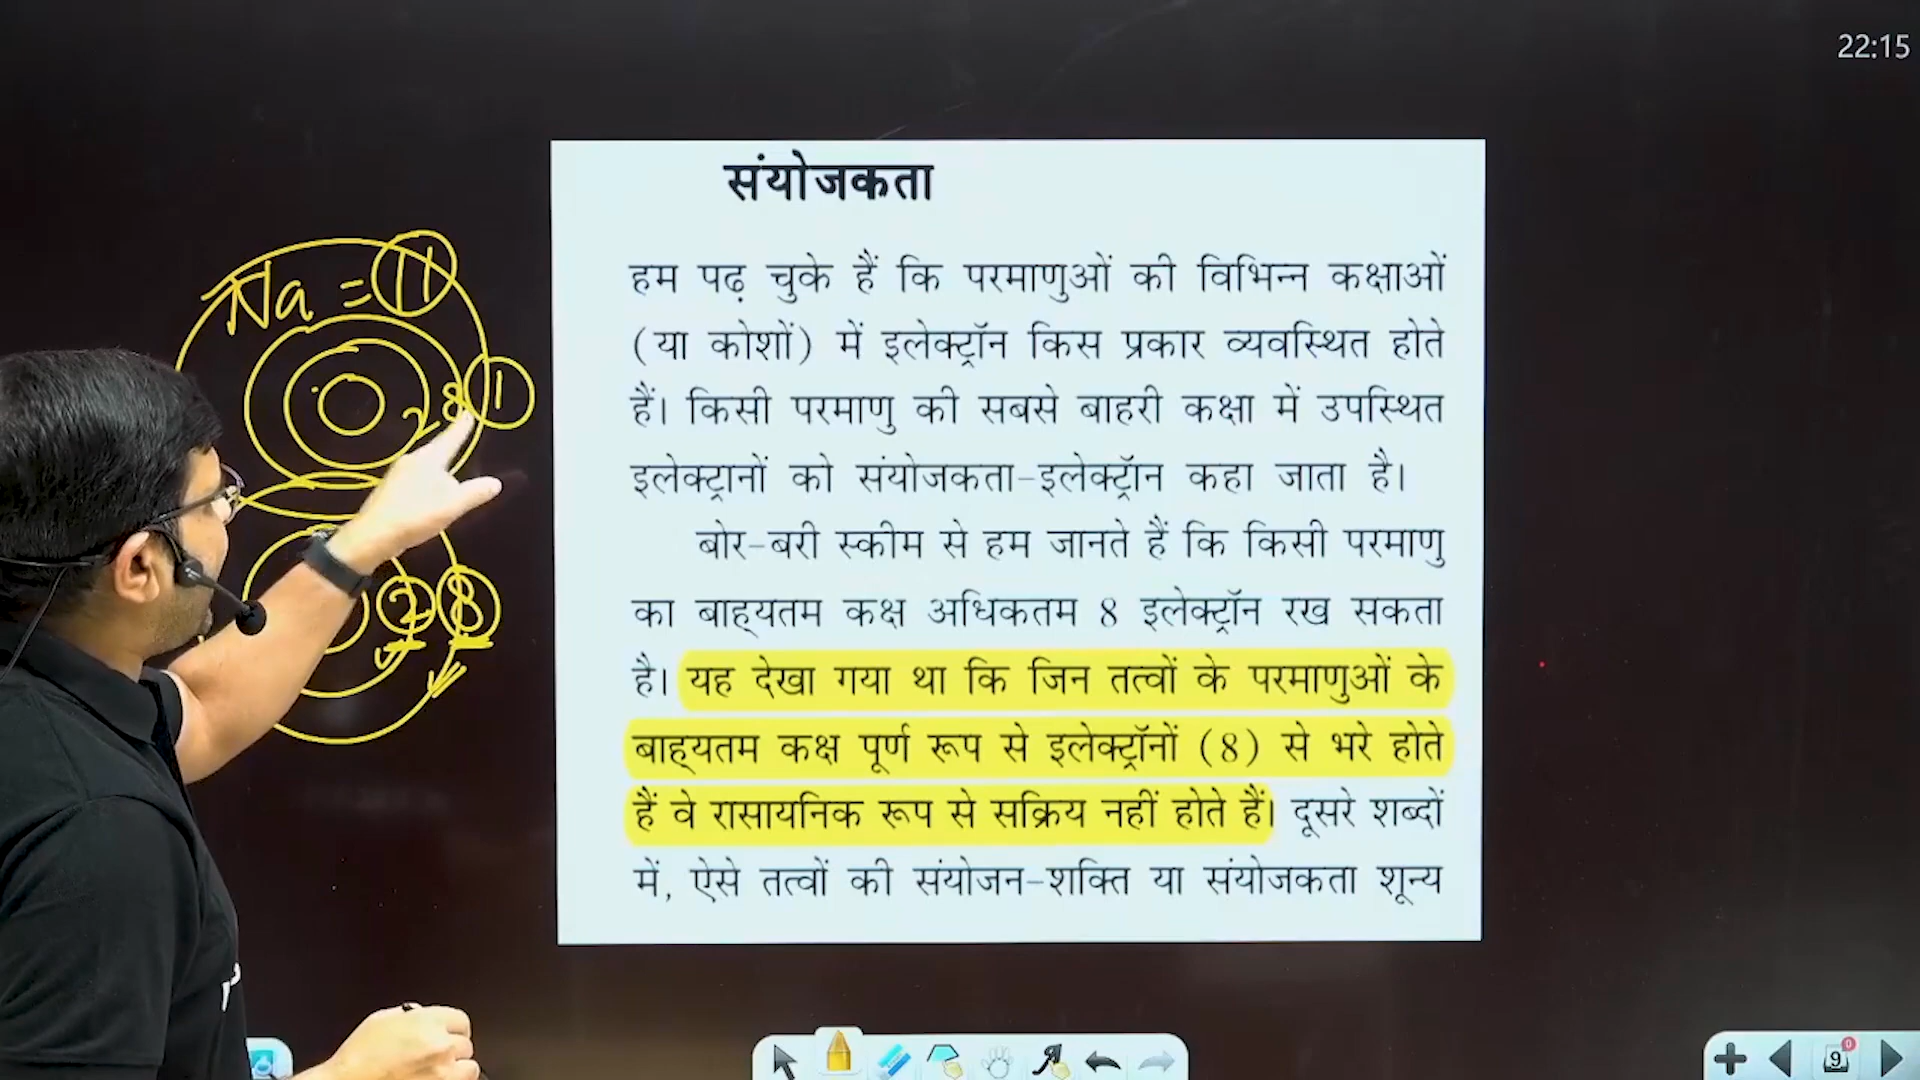 22:15
संयोजकता
हम पढ़ चुके हैं कि परमाणुओं की विभिन्न कक्षाओं
(या कोशों) में इलेक्ट्रॉन किस प्रकार व्यवस्थित होते
हैं। किसी परमाणु की सबसे बाहरी कक्षा में उपस्थित
इलेक्ट्रानों को संयोजकता-इलेक्ट्रॉन कहा जाता है।
बोर-बरी स्कीम से हम जानते हैं कि किसी परमाणु
का बाह्यतम कक्ष अधिकतम 8 इलेक्ट्रॉन रख सकता
है। यह देखा गया था कि जिन तत्वों के परमाणुओं के
बाह्यतम कक्ष पूर्ण रूप से इलेक्ट्रॉनों (8) से भरे होते
हैं वे रासायनिक रूप से सक्रिय नहीं होते हैं। दूसरे शब्दों
में, ऐसे तत्वों की संयोजन-शक्ति या संयोजकता शून्य
Na = 11
2 8 1
2 8
9
0